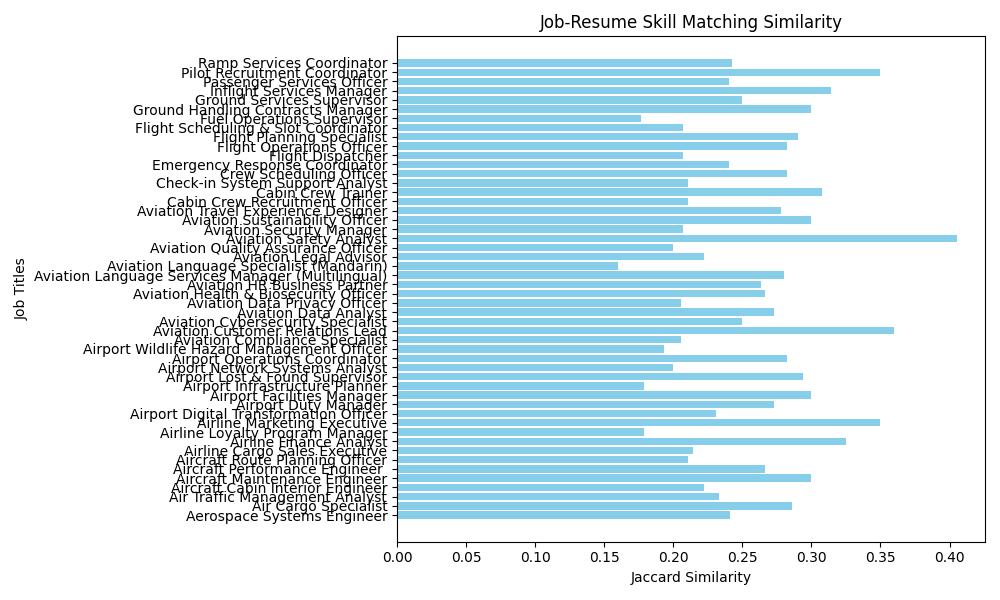 Job-Resume Skill Matching Similarity
Ramp Services Coordinator
Pilot Recruitment Coordinator
Passenger Services Officer
Inflight Services Manager
Ground Services Supervisor
Ground Handling Contracts Manager
Fuel Operations Supervisor
Flight Scheduling & Slot Coordinator
Flight Planning Specialist
Flight Operations Officer
Flight Dispatcher
Emergency Response Coordinator
Crew Scheduling Officer
Check-in System Support Analyst
Cabin Crew Trainer
Cabin Crew Recruitment Officer
Aviation Travel Experience Designer
Aviation Sustainability Officer
Aviation Security Manager
Aviation Safety Analyst
Aviation Quality Assurance Officer
Aviation Legal Advisor
Aviation Language Specialist (Mandarin)
Aviation Language Services Manager (Multilingual)
Aviation HR Business Partner
Aviation Health & Biosecurity Officer
Aviation Data Privacy Officer
Aviation Data Analyst
Aviation Cybersecurity Specialist
Aviation Customer Relations Lead
Aviation Compliance Specialist
Airport Wildlife Hazard Management Officer
Airport Operations Coordinator
Airport Network Systems Analyst
Airport Lost & Found Supervisor
Airport Infrastructure Planner
Airport Facilities Manager
Airport Duty Manager
Airport Digital Transformation Officer
Airline Marketing Executive
Airline Loyalty Program Manager
Airline Finance Analyst
Airline Cargo Sales Executive
Aircraft Route Planning Officer
Aircraft Performance Engineer
Aircraft Maintenance Engineer
Aircraft Cabin Interior Engineer
Air Traffic Management Analyst
Air Cargo Specialist
Aerospace Systems Engineer
Job Titles
0.00 0.05 0.10 0.15 0.20 0.25 0.30 0.35 0.40
Jaccard Similarity